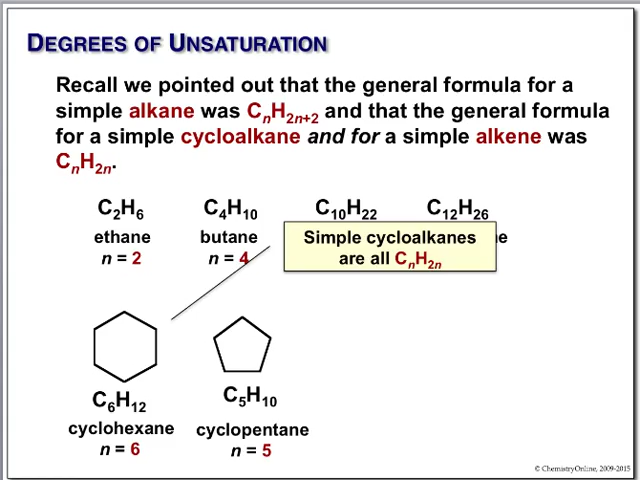 DEGREES OF UNSATURATION
Recall we pointed out that the general formula for a
simple alkane was CnH2n+2 and that the general formula
for a simple cycloalkane and for a simple alkene was
CnH2n.
C2H6 C4H10 C10H22 C12H26
ethane butane
n = 2 n = 4
Simple cycloalkanes
are all CnH2n
C6H12 C5H10
cyclohexane cyclopentane
n = 6 n = 5
© ChemistryOnline, 2009-2015